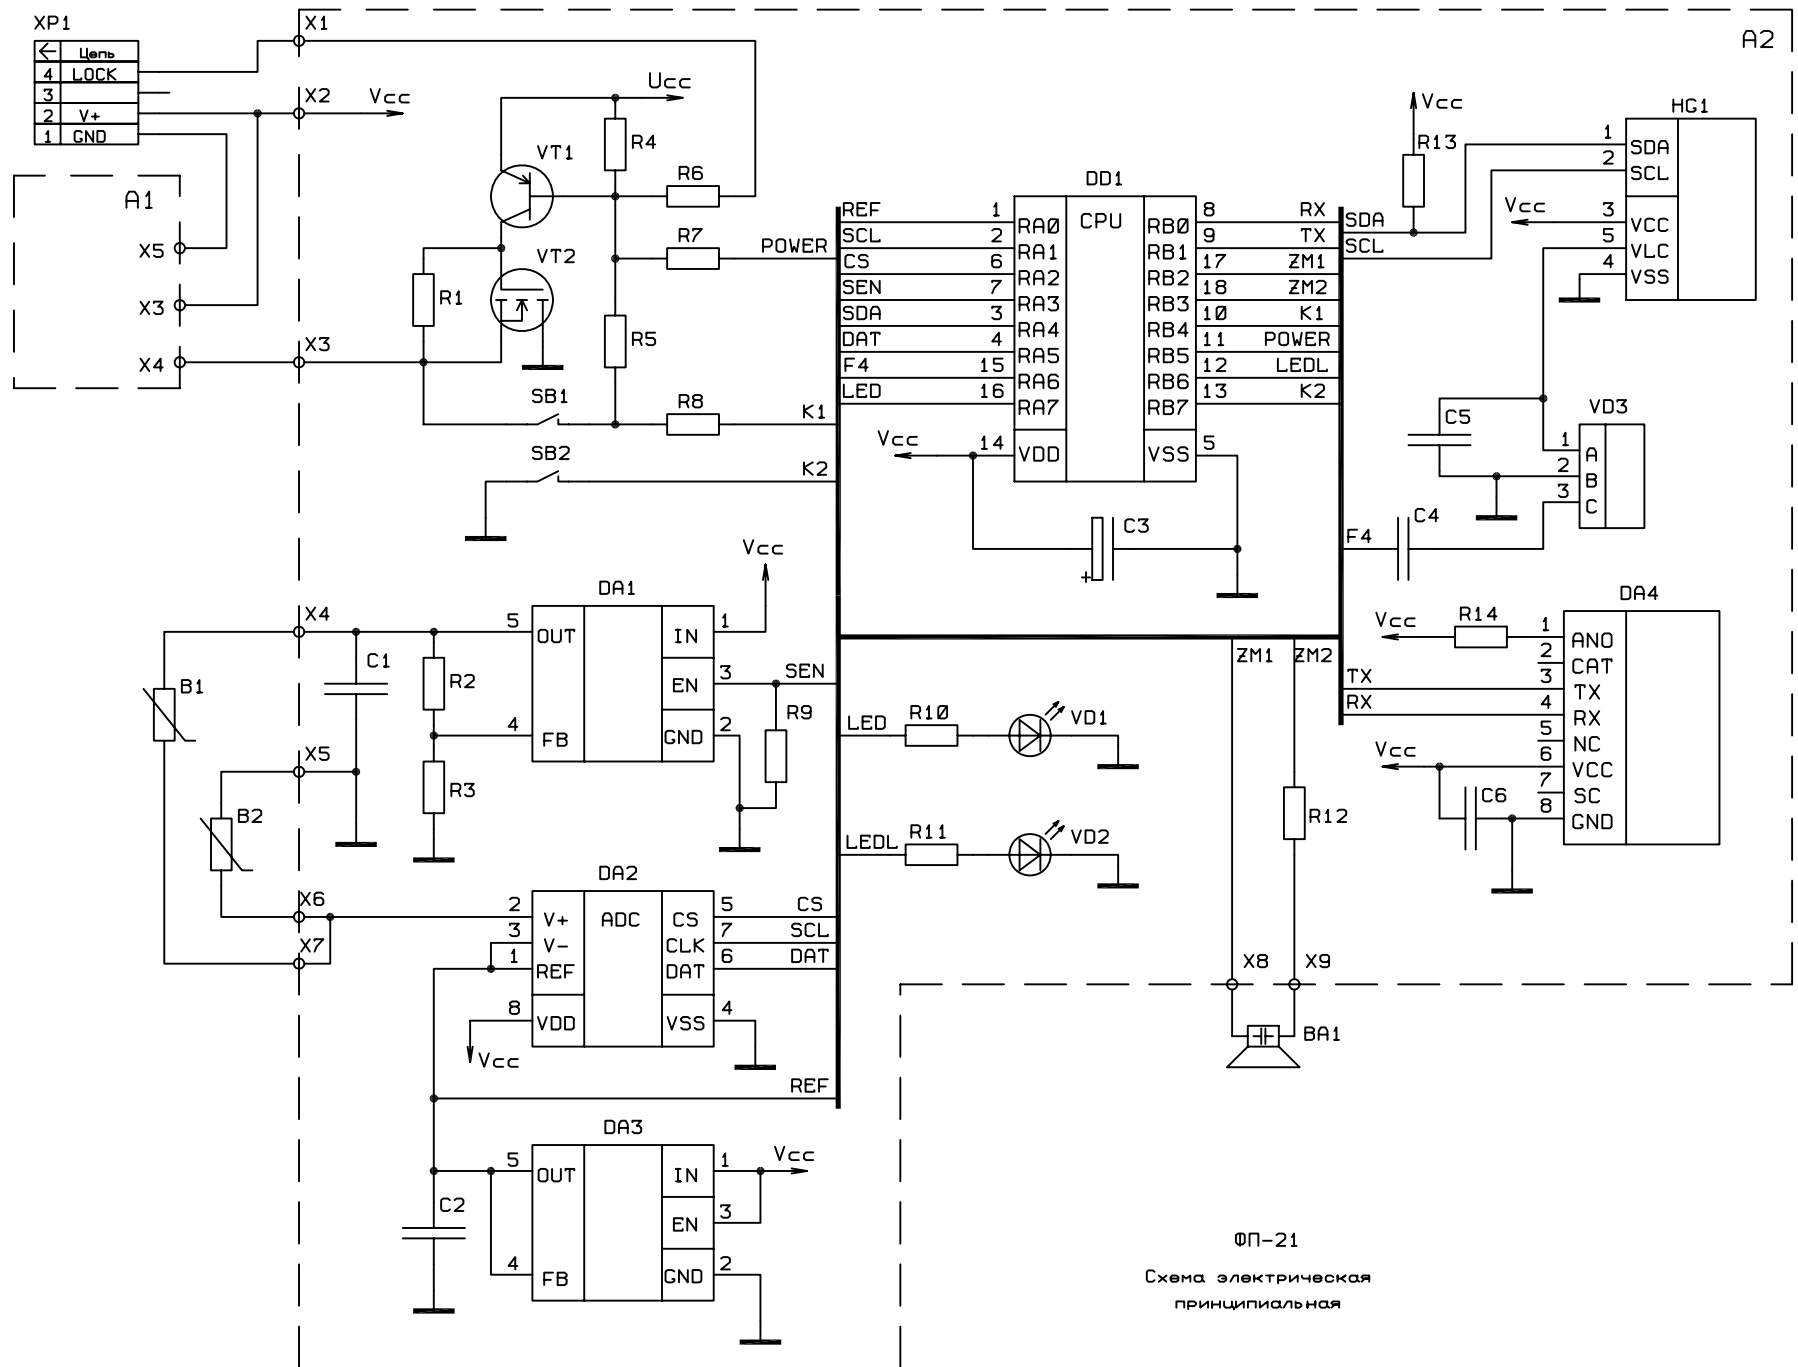 XP1
Цепь
4 LOCK
3
2 V+
1 GND
X1
X2
Vcc
A1
X5
X3
X4
X3
A2
Ucc
VT1
VT2
R4
R6
R7
POWER
R1
R5
SB1
R8
K1
SB2
K2
DD1
CPU
REF 1 RA0
SCL 2 RA1
CS 6 RA2
SEN 7 RA3
SDA 3 RA4
DAT 4 RA5
F4 15 RA6
LED 16 RA7
Vcc 14 VDD
RB0 8 RX
RB1 9 TX
RB2 17 ZM1
RB3 18 ZM2
RB4 10 K1
RB5 11 POWER
RB6 12 LEDL
RB7 13 K2
VSS 5
C3
+
Vcc
R13
SDA
SCL
HG1
1 SDA
2 SCL
Vcc 3 VCC
5 VLC
4 VSS
C5
VD3
1 A
2 B
3 C
F4
C4
DA4
Vcc
R14
1 ANO
2 CAT
TX 3 TX
RX 4 RX
5 NC
Vcc 6 VCC
7 SC
8 GND
C6
X4
X5
X6
X7
B1
B2
C1
R2
R3
DA1
5 OUT
4 FB
IN 1
EN 3
GND 2
Vcc
SEN
R9
LED
R10
VD1
LEDL
R11
VD2
ZM1
ZM2
R12
X8
X9
BA1
DA2
ADC
2 V+
3 V-
1 REF
8 VDD
Vcc
CS 5 CS
CLK 7 SCL
DAT 6 DAT
VSS 4
REF
DA3
5 OUT
4 FB
IN 1
EN 3
GND 2
Vcc
C2
ФП-21
Схема электрическая
принципиальная